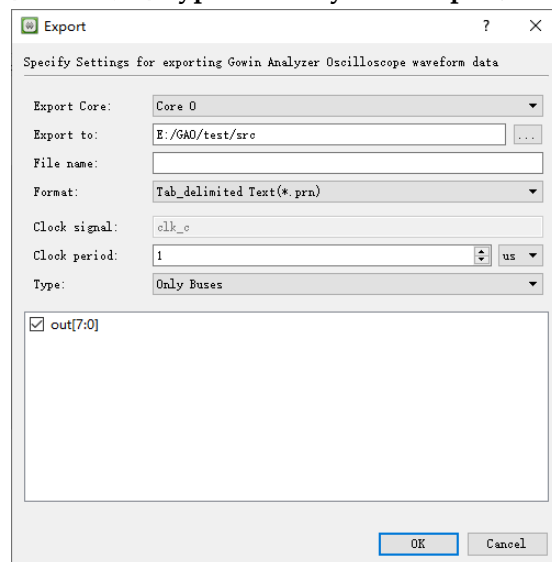 Export ? ×
Specify Settings for exporting Gowin Analyzer Oscilloscope waveform data
Export Core: Core 0
Export to: E:/GAO/test/src ...
File name:
Format: Tab_delimited Text(*.prn)
Clock signal: clk_c
Clock period: 1 us
Type: Only Buses
out[7:0]
OK Cancel